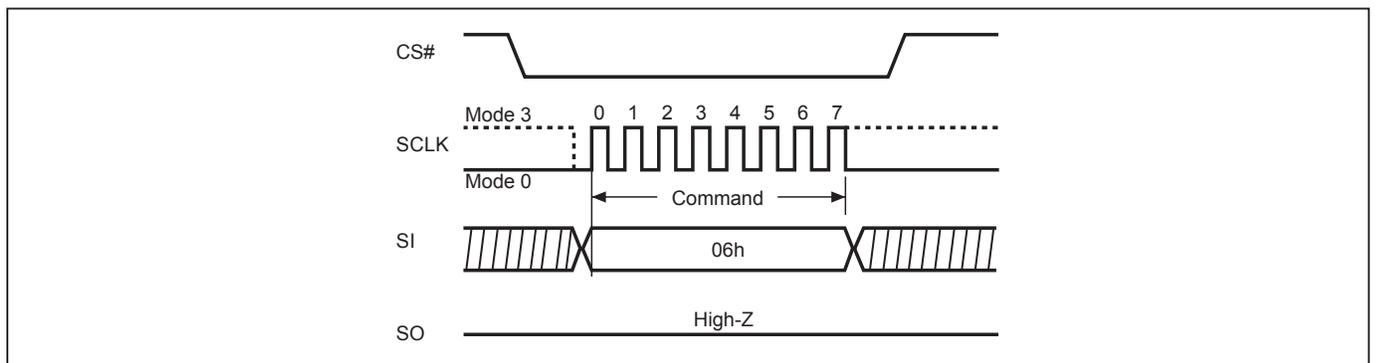 CS#
Mode 3 0 1 2 3 4 5 6 7
SCLK
Mode 0
Command
SI
06h
High-Z
SO